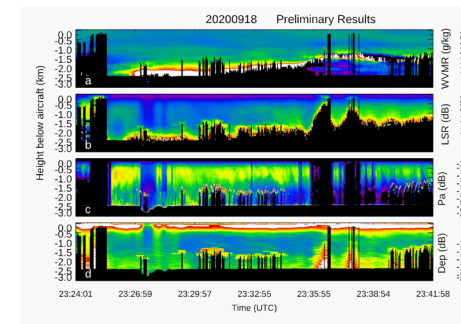 20200918 Preliminary Results
Height below aircraft (km)
-0.0
-0.5
-1.0
-1.5
-2.0
-2.5
-3.0
a
WVMR (g/kg)
-0.0
-0.5
-1.0
-1.5
-2.0
-2.5
-3.0
b
LSR (dB)
-0.0
-0.5
-1.0
-1.5
-2.0
-2.5
-3.0
c
Pa (dB)
-0.0
-0.5
-1.0
-1.5
-2.0
-2.5
-3.0
d
Dep (dB)
23:24:01 23:26:59 23:29:57 23:32:55 23:35:55 23:38:54 23:41:58
Time (UTC)